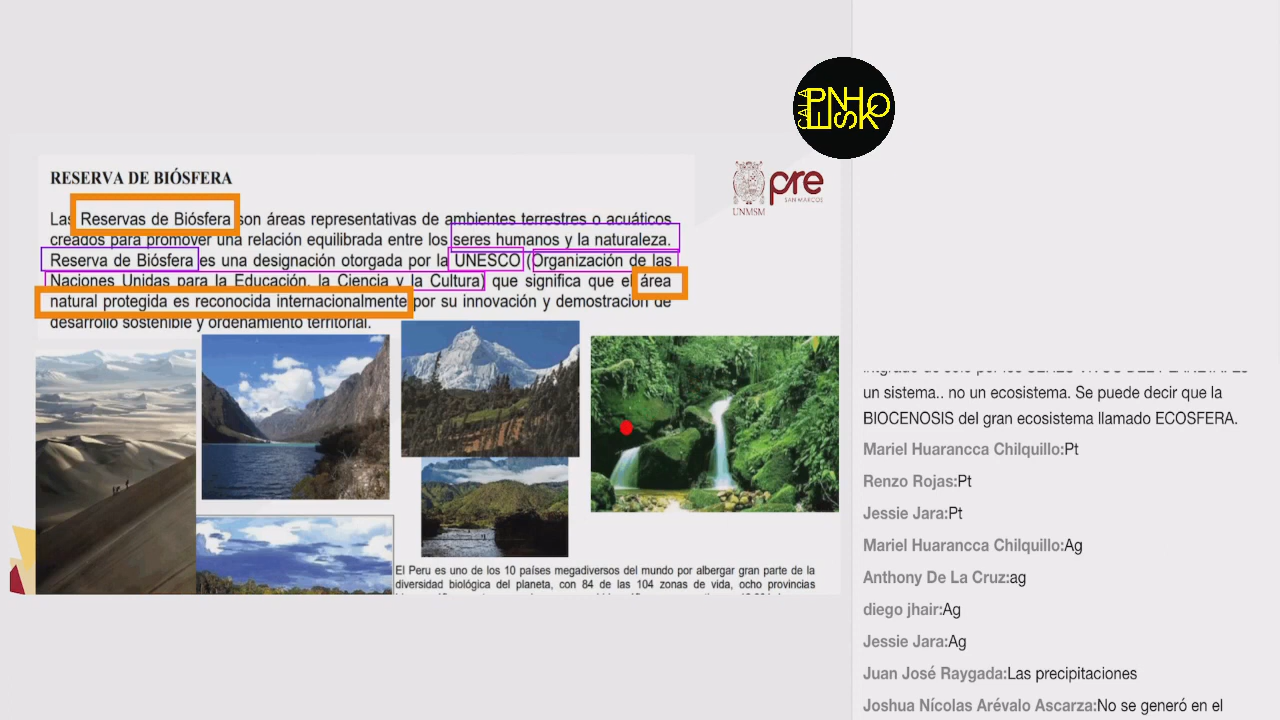 CALA
PENSHKO
RESERVA DE BIÓSFERA
pre
SAN MARCOS
UNMSM
Las Reservas de Biósfera son áreas representativas de ambientes terrestres o acuáticos
creados para promover una relación equilibrada entre los seres humanos y la naturaleza.
Reserva de Biósfera es una designación otorgada por la UNESCO (Organización de las
Naciones Unidas para la Educación, la Ciencia y la Cultura) que significa que el área
natural protegida es reconocida internacionalmente por su innovación y demostración de
desarrollo sostenible y ordenamiento territorial.
El Peru es uno de los 10 países megadiversos del mundo por albergar gran parte de la
diversidad biológica del planeta, con 84 de las 104 zonas de vida, ocho provincias
un sistema.. no un ecosistema. Se puede decir que la
BIOCENOSIS del gran ecosistema llamado ECOSFERA.
Mariel Huarancca Chilquillo:Pt
Renzo Rojas:Pt
Jessie Jara:Pt
Mariel Huarancca Chilquillo:Ag
Anthony De La Cruz:ag
diego jhair:Ag
Jessie Jara:Ag
Juan José Raygada:Las precipitaciones
Joshua Nícolas Arévalo Ascarza:No se generó en el